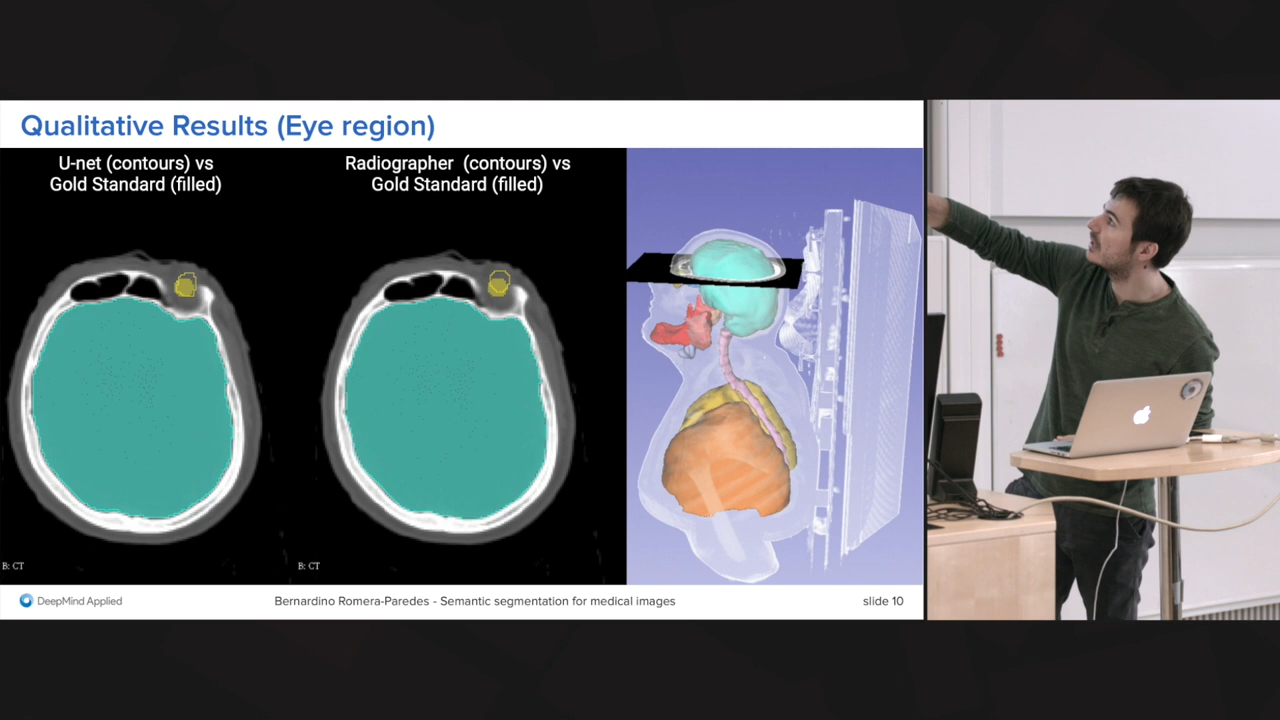 Qualitative Results (Eye region)
U-net (contours) vs
Gold Standard (filled)
Radiographer (contours) vs
Gold Standard (filled)
B: CT
B: CT
DeepMind Applied
Bernardino Romera-Paredes - Semantic segmentation for medical images
slide 10